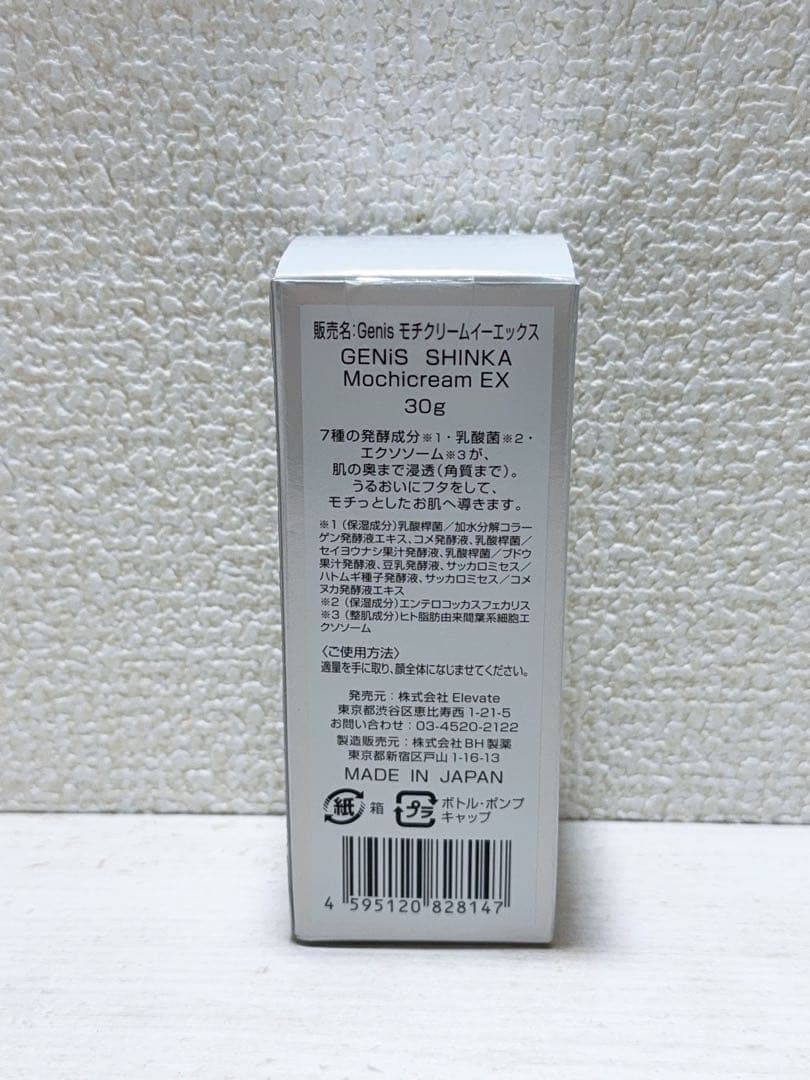 販売名:Genis モチクリームイーエックス
GENiS SHINKA
Mochicream EX
30g
7種の発酵成分※1・乳酸菌※2・
エクソソーム※3が、
肌の奥まで浸透(角質まで)。
うるおいにフタをして、
モチっとしたお肌へ導きます。
※1(保湿成分)乳酸桿菌/加水分解コラー
ゲン発酵液エキス、コメ発酵液、乳酸桿菌/
セイヨウナシ果汁発酵液、乳酸桿菌/ブドウ
果汁発酵液、豆乳発酵液、サッカロミセス/
ハトムギ種子発酵液、サッカロミセス/コメ
ヌカ発酵液エキス
※2(保湿成分)エンテロコッカスフェカリス
※3(整肌成分)ヒト脂肪由来間葉系細胞エ
クソソーム
〈ご使用方法〉
適量を手に取り、顔全体になじませてください。
発売元:株式会社Elevate
東京都渋谷区恵比寿西1-21-5
お問い合わせ:03-4520-2122
製造販売元:株式会社BH製薬
東京都新宿区戸山1-16-13
MADE IN JAPAN
紙 箱
プラ ボトル・ポンプ
キャップ
4 595120 828147